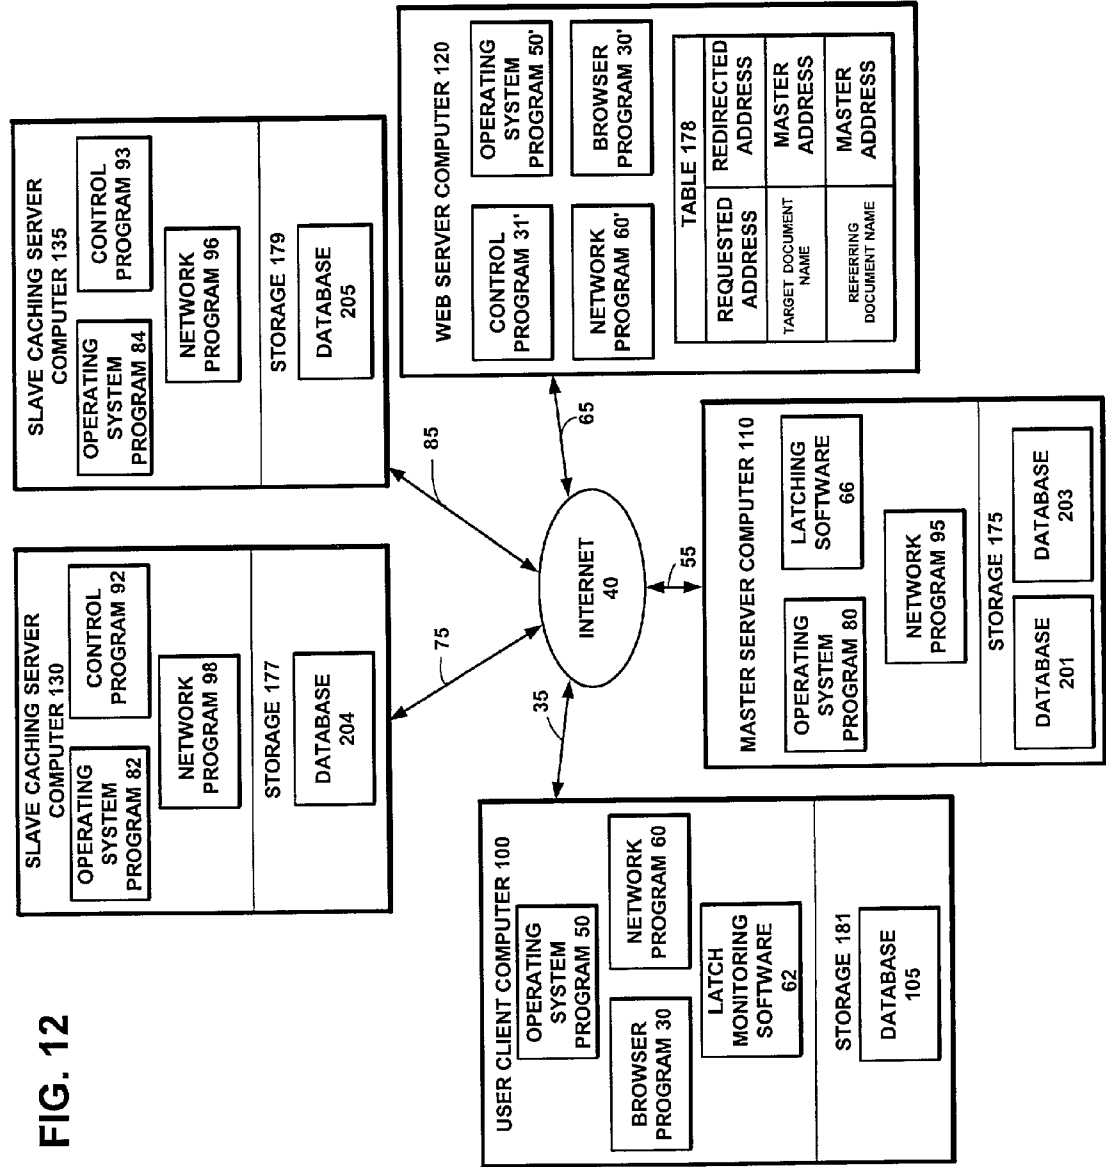 FIG. 12
SLAVE CACHING SERVER
COMPUTER 130
OPERATING
SYSTEM
PROGRAM 82
CONTROL
PROGRAM 92
NETWORK
PROGRAM 98
STORAGE 177
DATABASE
204
SLAVE CACHING SERVER
COMPUTER 135
OPERATING
SYSTEM
PROGRAM 84
CONTROL
PROGRAM 93
NETWORK
PROGRAM 96
STORAGE 179
DATABASE
205
75
85
USER CLIENT COMPUTER 100
OPERATING
SYSTEM
PROGRAM 50
BROWSER
PROGRAM 30
NETWORK
PROGRAM 60
LATCH
MONITORING
SOFTWARE
62
STORAGE 181
DATABASE
105
35
INTERNET
40
65
55
WEB SERVER COMPUTER 120
CONTROL
PROGRAM 31'
OPERATING
SYSTEM
PROGRAM 50'
NETWORK
PROGRAM 60'
BROWSER
PROGRAM 30'
TABLE 178
REQUESTED
ADDRESS
REDIRECTED
ADDRESS
TARGET DOCUMENT
NAME
MASTER
ADDRESS
REFERRING
DOCUMENT NAME
MASTER
ADDRESS
MASTER SERVER COMPUTER 110
OPERATING
SYSTEM
PROGRAM 80
LATCHING
SOFTWARE
66
NETWORK
PROGRAM 95
STORAGE 175
DATABASE
201
DATABASE
203